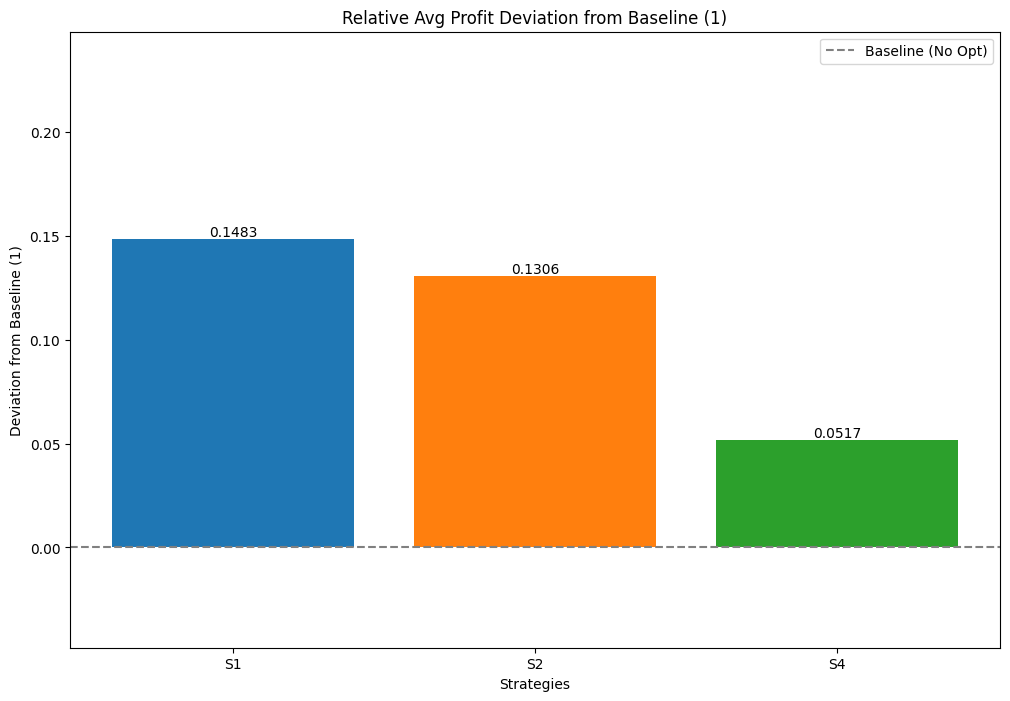 Relative Avg Profit Deviation from Baseline (1)
Baseline (No Opt)
Deviation from Baseline (1)
0.20
0.15
0.10
0.05
0.00
0.1483
0.1306
0.0517
S1
S2
S4
Strategies